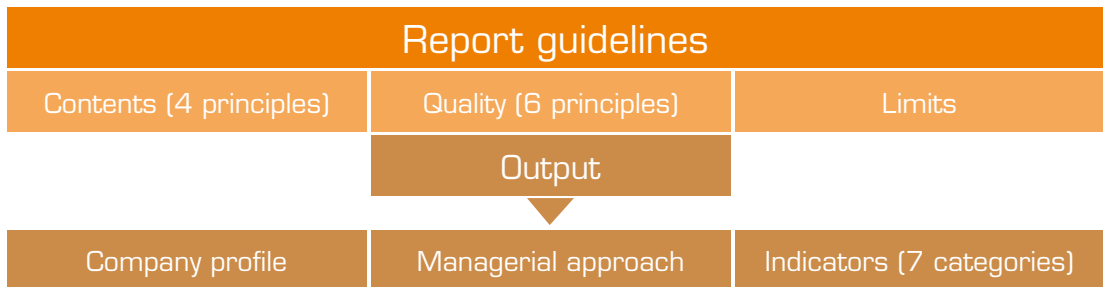 Report guidelines
Contents (4 principles)
Quality (6 principles)
Limits
Output
Company profile
Managerial approach
Indicators (7 categories)